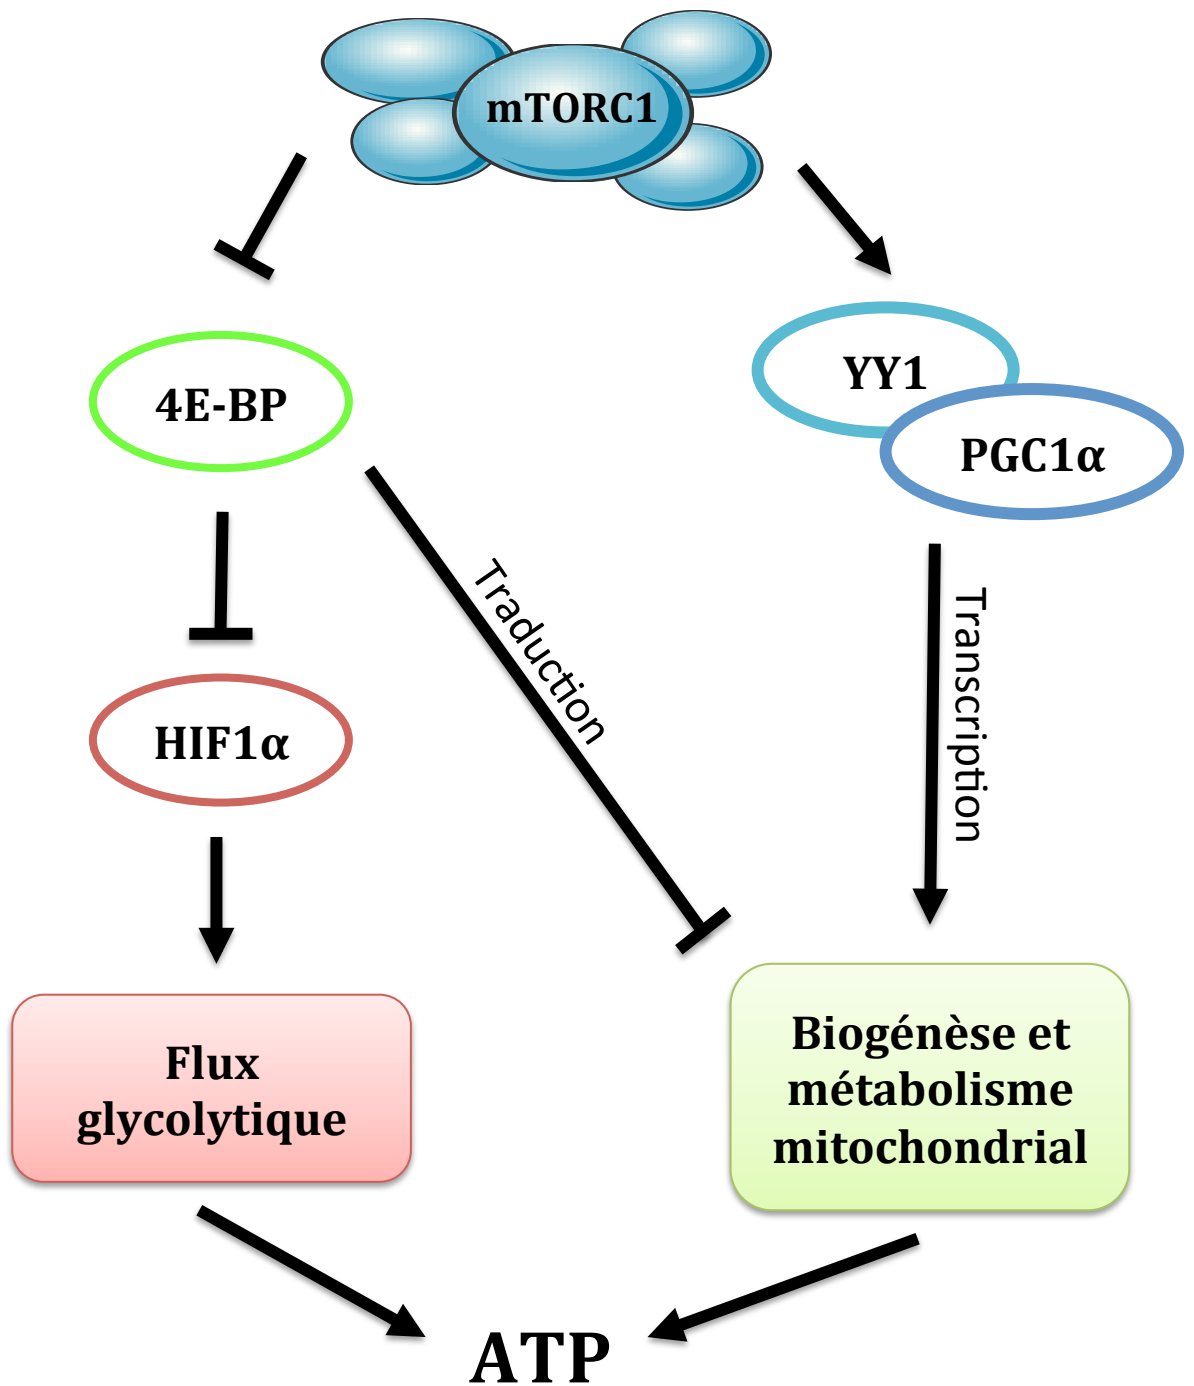 mTORC1
4E-BP
YY1
PGC1α
Traduction
Transcription
HIF1α
Flux
glycolytique
Biogénèse et
métabolisme
mitochondrial
ATP